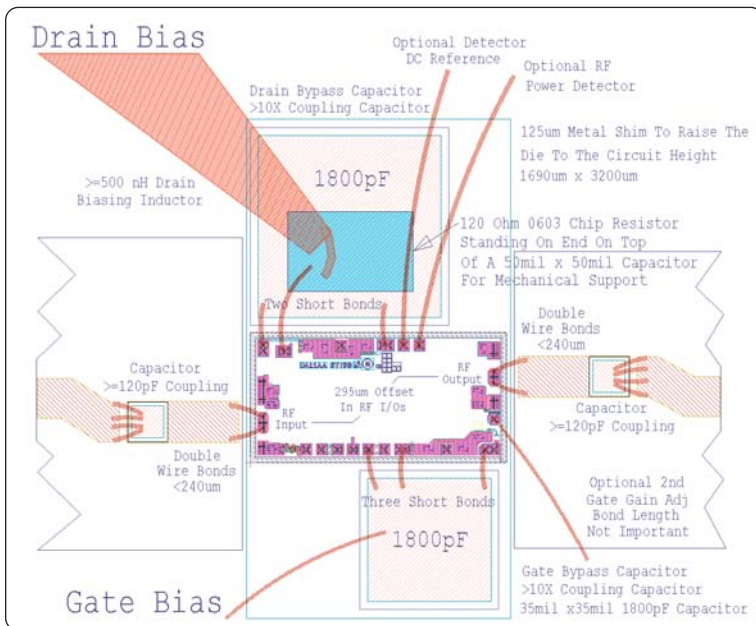 Drain Bias
Optional Detector
DC Reference
Optional RF
Power Detector
Drain Bypass Capacitor
>10X Coupling Capacitor
125um Metal Shim To Raise The
Die To The Circuit Height
1690um x 3200um
1800pF
>=500 nH Drain
Biasing Inductor
120 Ohm 0603 Chip Resistor
Standing On End On Top
Of A 50mil x 50mil Capacitor
For Mechanical Support
Two Short Bonds
Double
Wire Bonds
<240um
Capacitor
>=120pF Coupling
RF
Output
295um Offset
In RF I/Os
RF
Input
Capacitor
>=120pF Coupling
Double
Wire Bonds
<240um
Three Short Bonds
Optional 2nd
Gate Gain Adj
Bond Length
Not Important
1800pF
Gate Bias
Gate Bypass Capacitor
>10X Coupling Capacitor
35mil x35mil 1800pF Capacitor